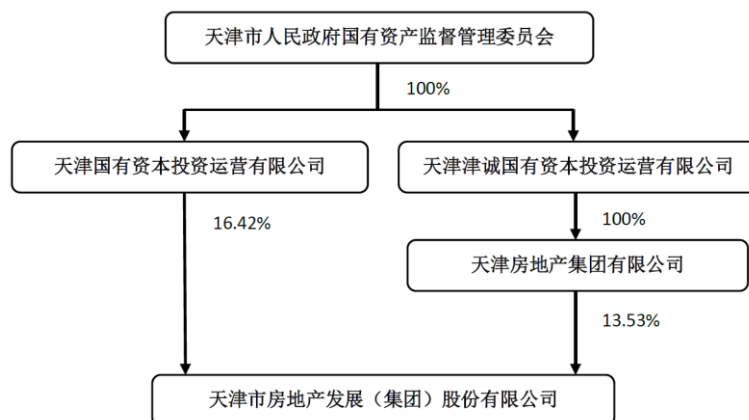 天津市人民政府国有资产监督管理委员会
100%
天津国有资本投资运营有限公司
天津津诚国有资本投资运营有限公司
16.42%
100%
天津房地产集团有限公司
13.53%
天津市房地产发展（集团）股份有限公司